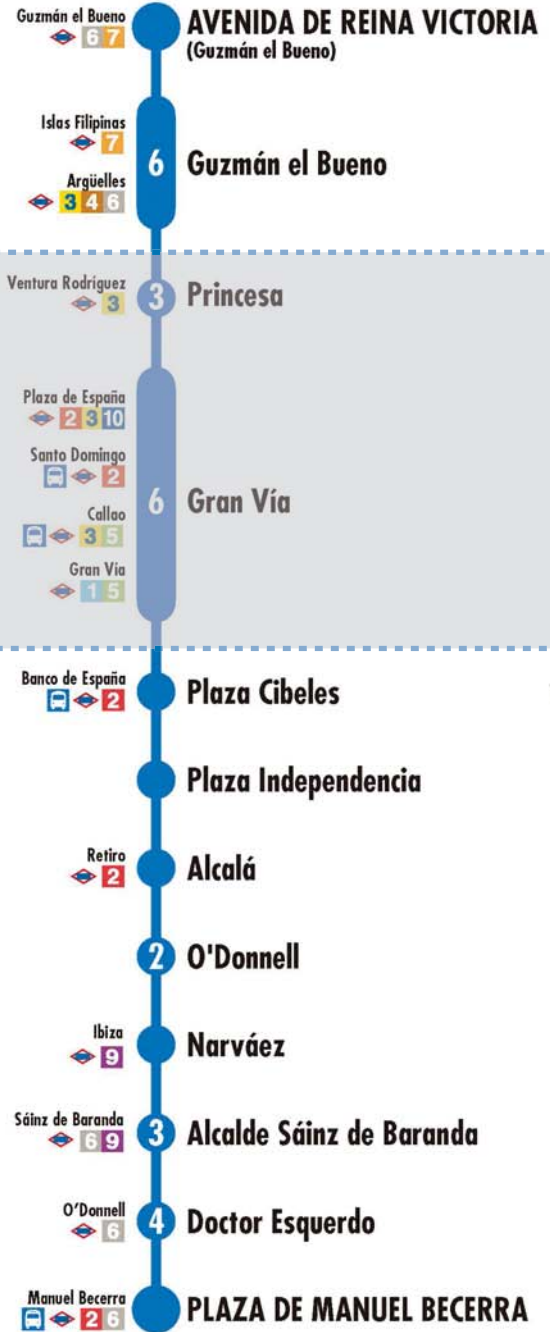 Guzmán el Bueno
6 7
AVENIDA DE REINA VICTORIA
(Guzmán el Bueno)
Islas Filipinas
7
Argüelles
3 4 6
6
Guzmán el Bueno
Ventura Rodríguez
3
3
Princesa
Plaza de España
2 3 10
Santo Domingo
2
Callao
3 5
Gran Via
1 5
6
Gran Vía
Banco de España
2
Plaza Cibeles
Plaza Independencia
Retiro
2
Alcalá
2
O'Donnell
Ibiza
9
Narváez
Sáinz de Baranda
6 9
3
Alcalde Sáinz de Baranda
O'Donnell
6
4
Doctor Esquerdo
Manuel Becerra
2 6
PLAZA DE MANUEL BECERRA